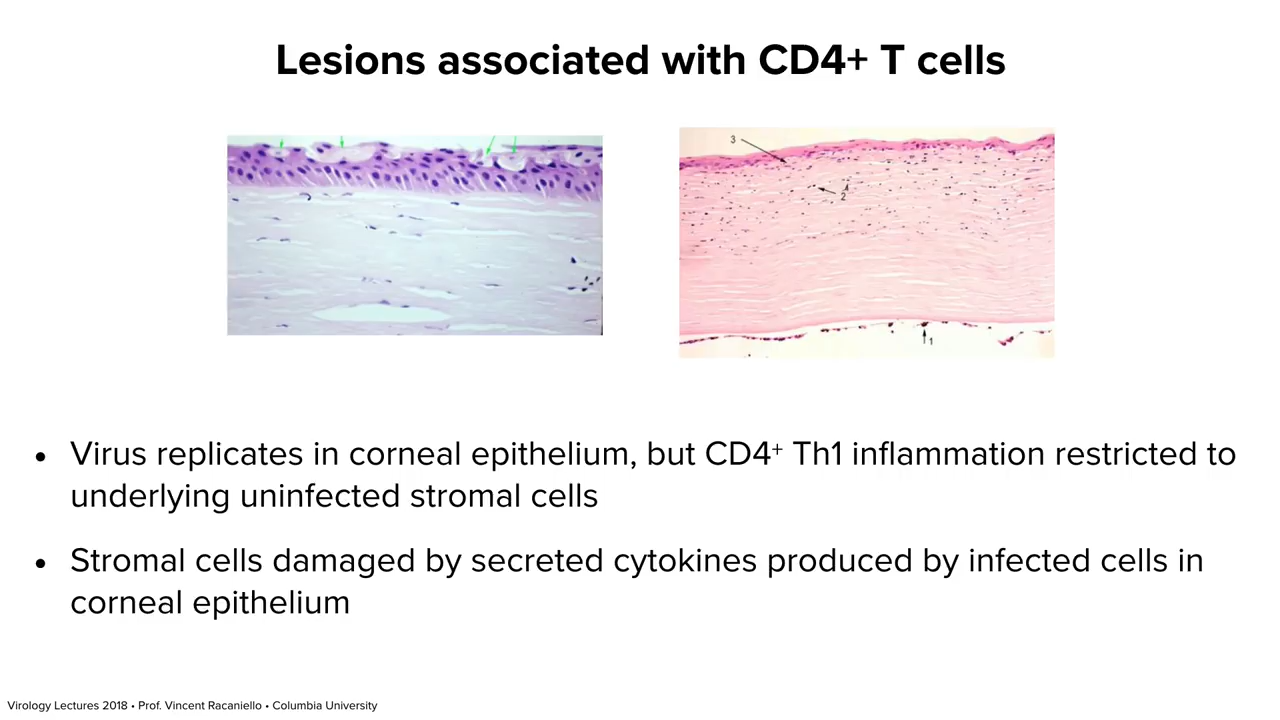 Lesions associated with CD4+ T cells
3
2
1
• Virus replicates in corneal epithelium, but CD4⁺ Th1 inflammation restricted to
underlying uninfected stromal cells
• Stromal cells damaged by secreted cytokines produced by infected cells in
corneal epithelium
Virology Lectures 2018 • Prof. Vincent Racaniello • Columbia University